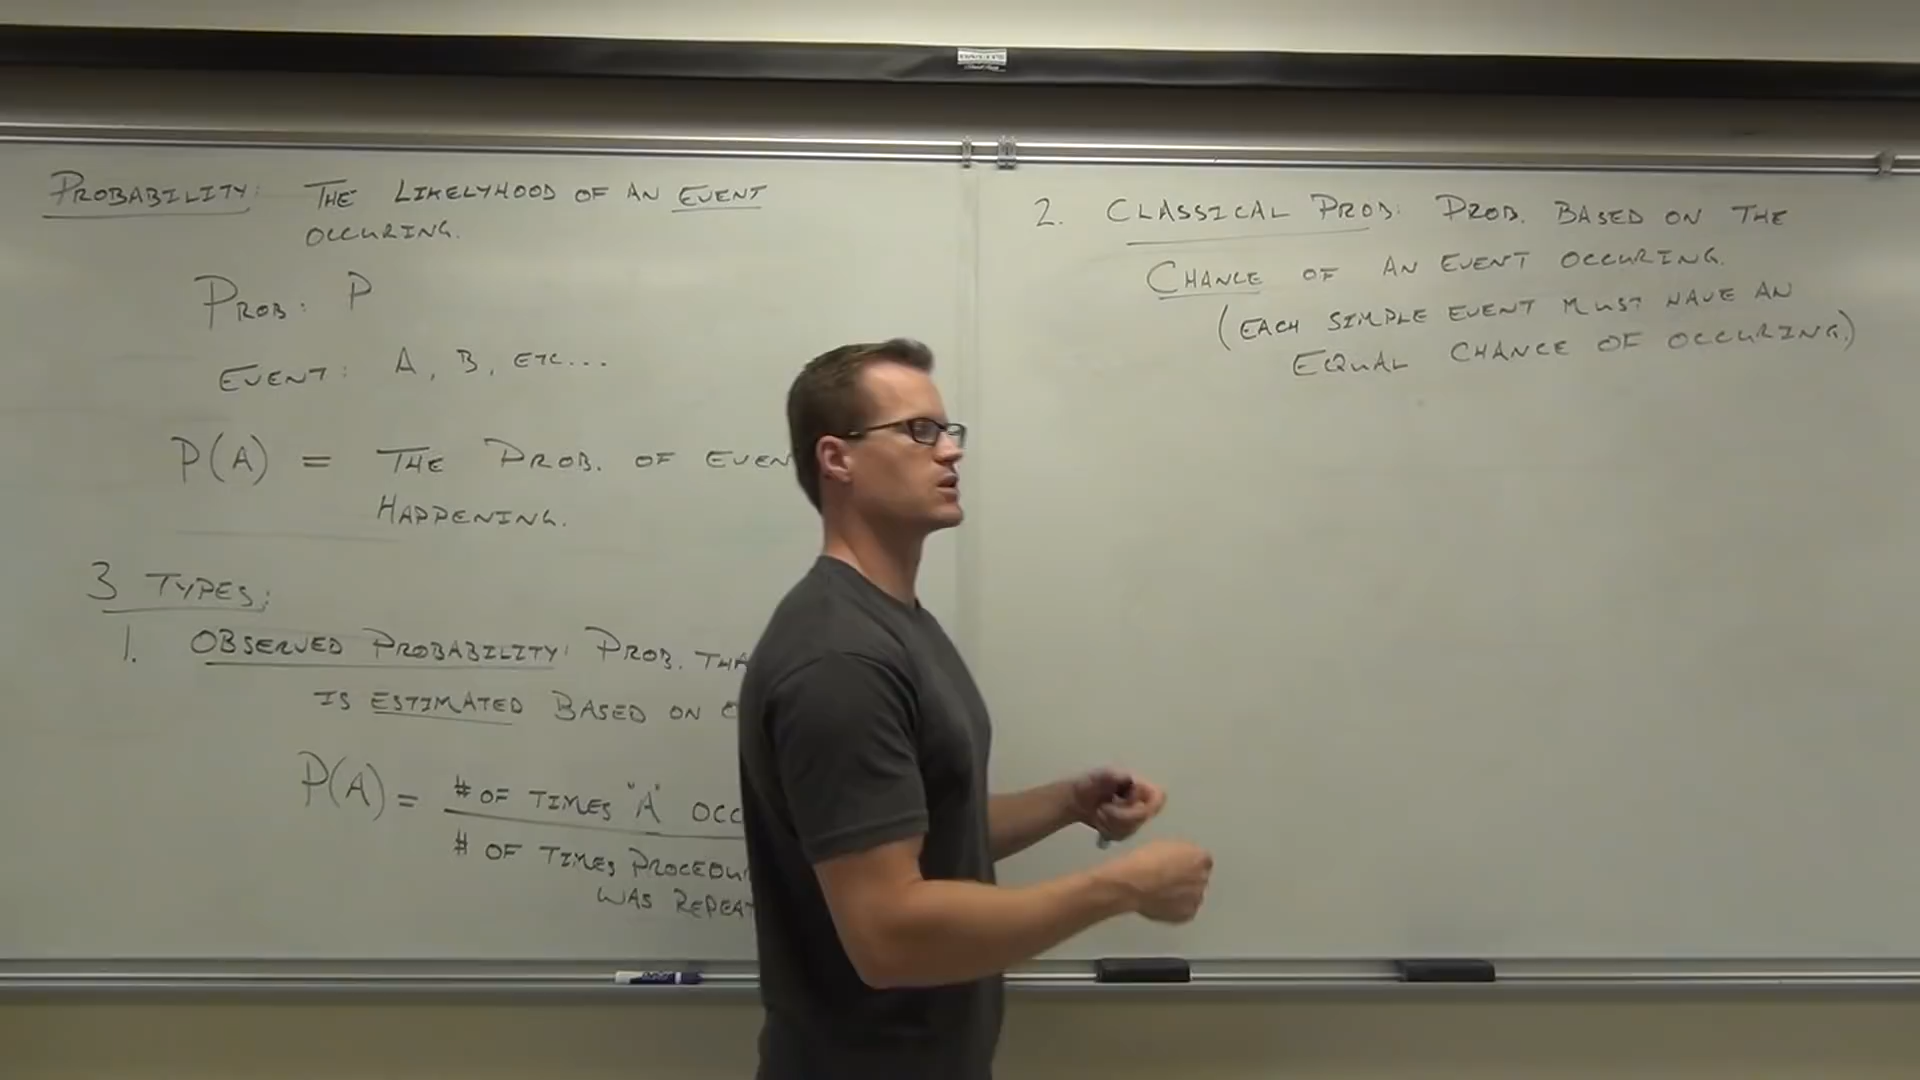 PROBABILITY: THE LIKELYHOOD OF AN EVENT
OCCURING.
PROB: P
EVENT: A, B, ETC...
P(A) = THE PROB. OF EVEN
HAPPENING.
3 TYPES:
1. OBSERVED PROBABILITY: PROB. THA
IS ESTIMATED BASED ON
P(A) = # OF TIMES "A" OCC
# OF TIMES PROCEDU
WAS REPEAT
2. CLASSICAL PROB: PROB. BASED ON THE
CHANCE OF AN EVENT OCCURING.
(EACH SIMPLE EVENT MUST HAVE AN
EQUAL CHANCE OF OCCURING.)